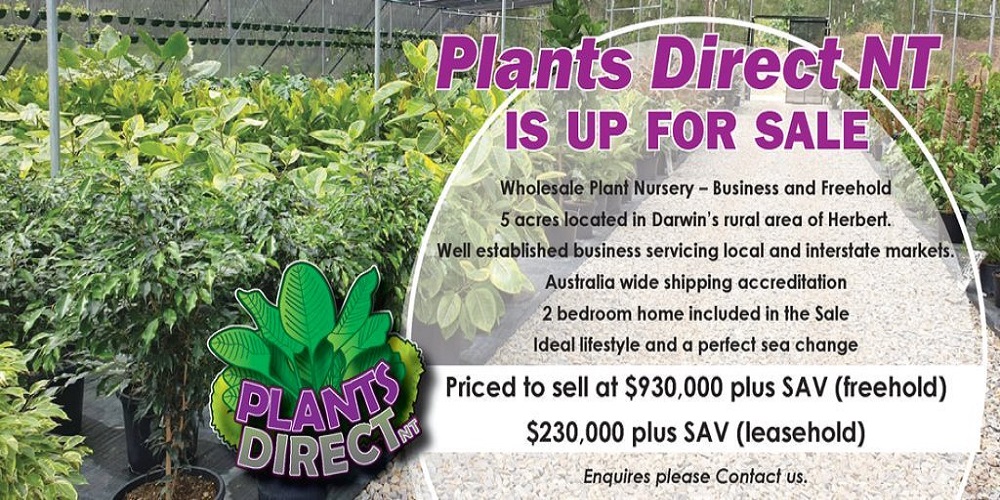 Plants Direct NT
IS UP FOR SALE
Wholesale Plant Nursery – Business and Freehold
5 acres located in Darwin's rural area of Herbert.
Well established business servicing local and interstate markets.
Australia wide shipping accreditation
2 bedroom home included in the Sale
Ideal lifestyle and a perfect sea change
Priced to sell at $930,000 plus SAV (freehold)
$230,000 plus SAV (leasehold)
Enquires please Contact us.
PLANTS
DIRECT NT